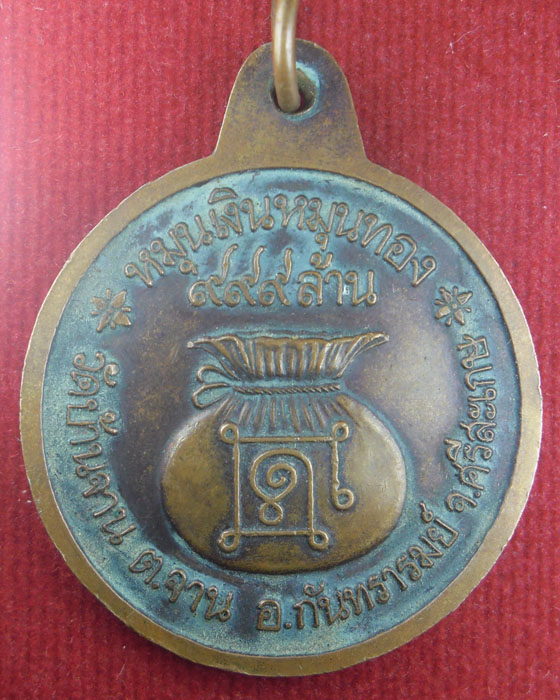 หมุนเงินหมุนทอง
๙๙๙ ล้าน
วัดบ้านจาน ต.จาน อ.กันทรารมย์ จ.ศรีสะเกษ